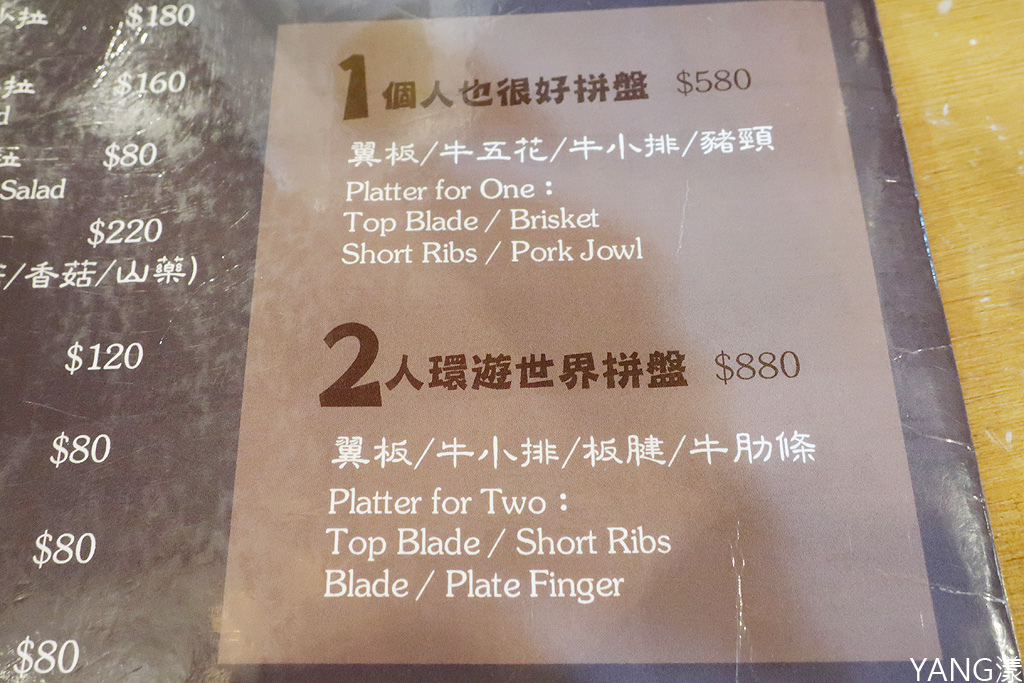 沙拉 $180
拉 $160
$80
Salad
$220
/香菇/山藥)
$120
$80
$80
$80
1個人也很好拼盤 $580
翼板/牛五花/牛小排/豬頸
Platter for One：
Top Blade / Brisket
Short Ribs / Pork Jowl
2人環遊世界拼盤 $880
翼板/牛小排/板腱/牛肋條
Platter for Two：
Top Blade / Short Ribs
Blade / Plate Finger
YANG漾